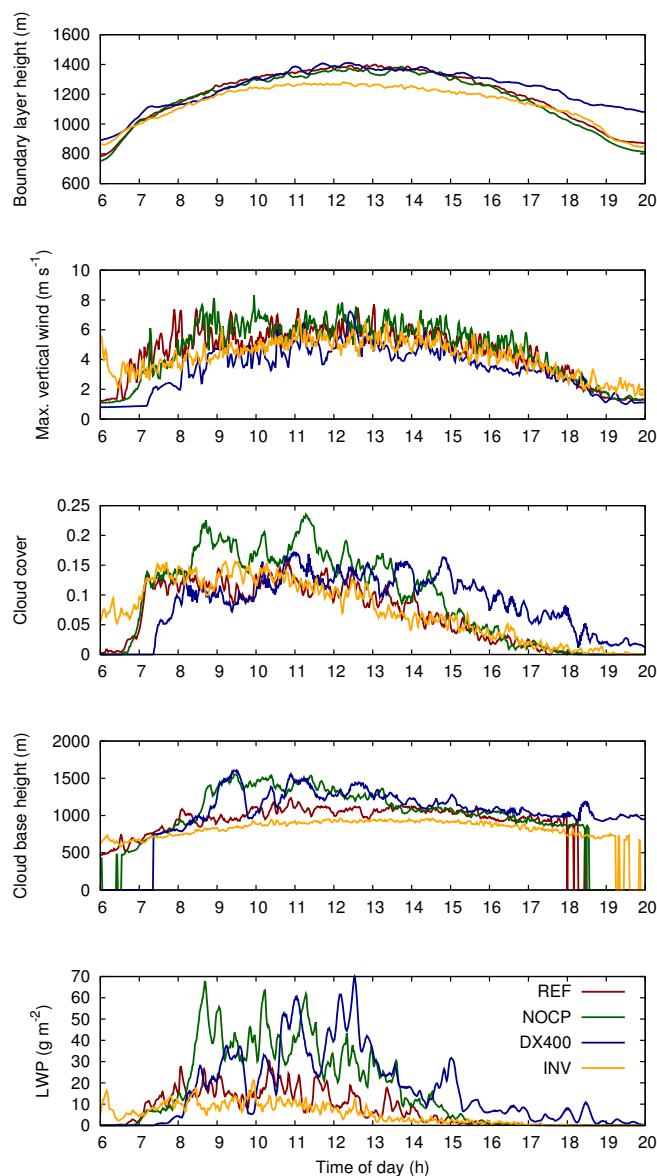 Boundary layer height (m)
1600
1400
1200
1000
800
600
6 7 8 9 10 11 12 13 14 15 16 17 18 19 20
Max. vertical wind (m s⁻¹)
10
8
6
4
2
0
6 7 8 9 10 11 12 13 14 15 16 17 18 19 20
Cloud cover
0.25
0.2
0.15
0.1
0.05
0
6 7 8 9 10 11 12 13 14 15 16 17 18 19 20
Cloud base height (m)
2000
1500
1000
500
0
6 7 8 9 10 11 12 13 14 15 16 17 18 19 20
LWP (g m⁻²)
70
60
50
40
30
20
10
0
REF
NOCP
DX400
INV
6 7 8 9 10 11 12 13 14 15 16 17 18 19 20
Time of day (h)